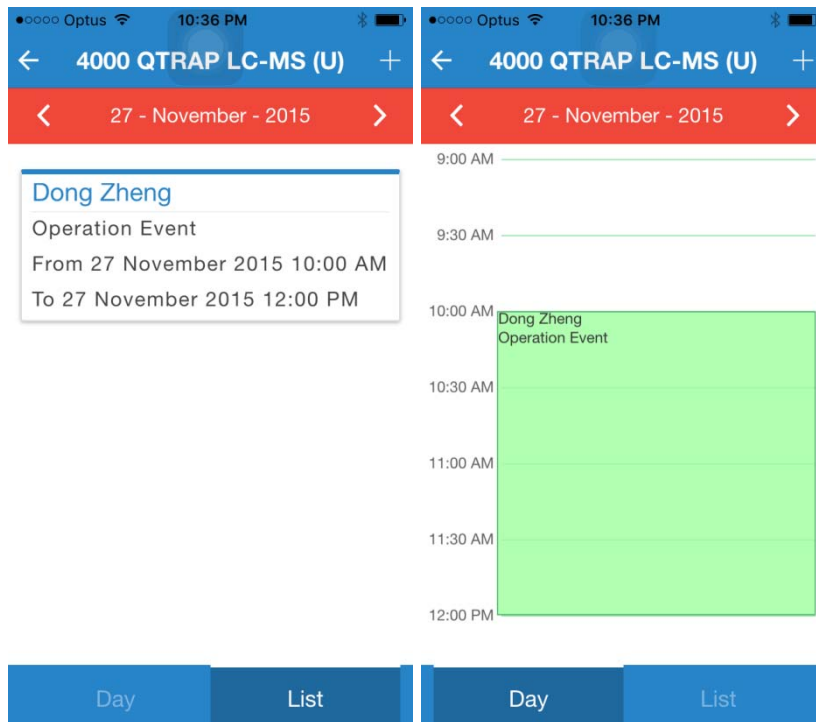 Optus 10:36 PM
4000 QTRAP LC-MS (U) +
27 - November - 2015
Dong Zheng
Operation Event
From 27 November 2015 10:00 AM
To 27 November 2015 12:00 PM
Day List
Optus 10:36 PM
4000 QTRAP LC-MS (U) +
27 - November - 2015
9:00 AM
9:30 AM
10:00 AM
Dong Zheng
Operation Event
10:30 AM
11:00 AM
11:30 AM
12:00 PM
Day List